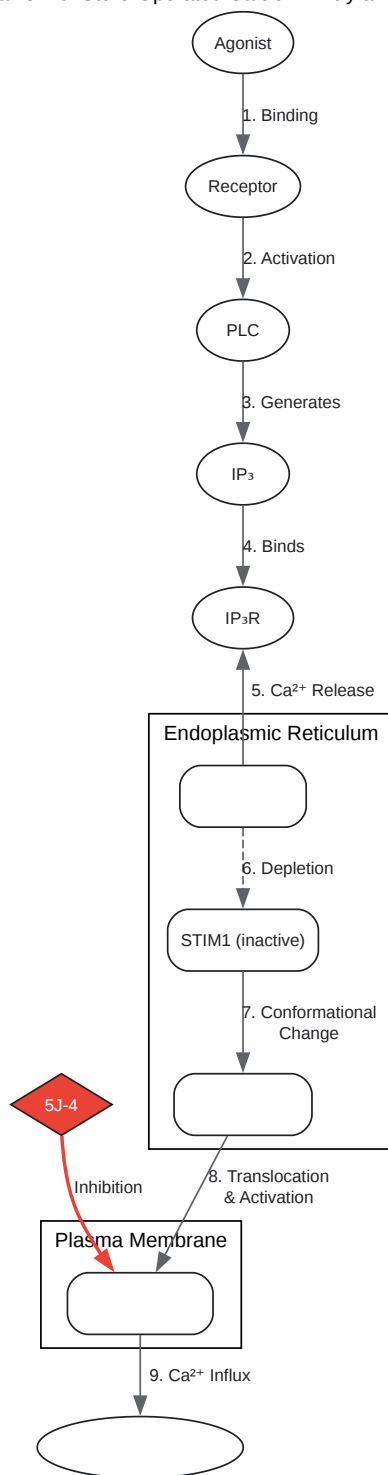 Agonist
1. Binding
Receptor
2. Activation
PLC
3. Generates
IP₃
4. Binds
IP₃R
5. Ca²⁺ Release
Endoplasmic Reticulum
6. Depletion
STIM1 (inactive)
7. Conformational
Change
5J-4
Inhibition
8. Translocation
& Activation
Plasma Membrane
9. Ca²⁺ Influx